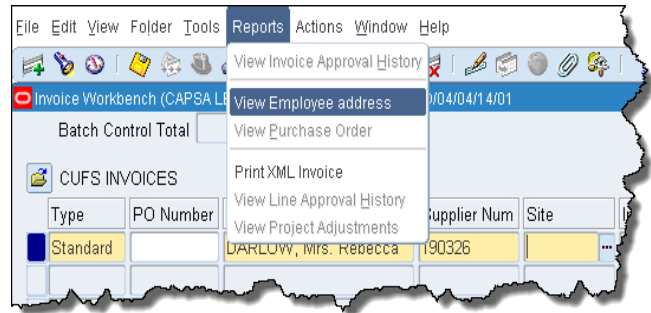 File Edit View Folder Tools Reports Actions Window Help
View Invoice Approval History
Invoice Workbench (CAPSA LE
View Employee address
0/04/04/14/01
Batch Control Total
View Purchase Order
CUFS INVOICES
Print XML Invoice
View Line Approval History
Type PO Number
View Project Adjustments
Supplier Num Site
Standard DARLOW, Mrs. Rebecca 190326